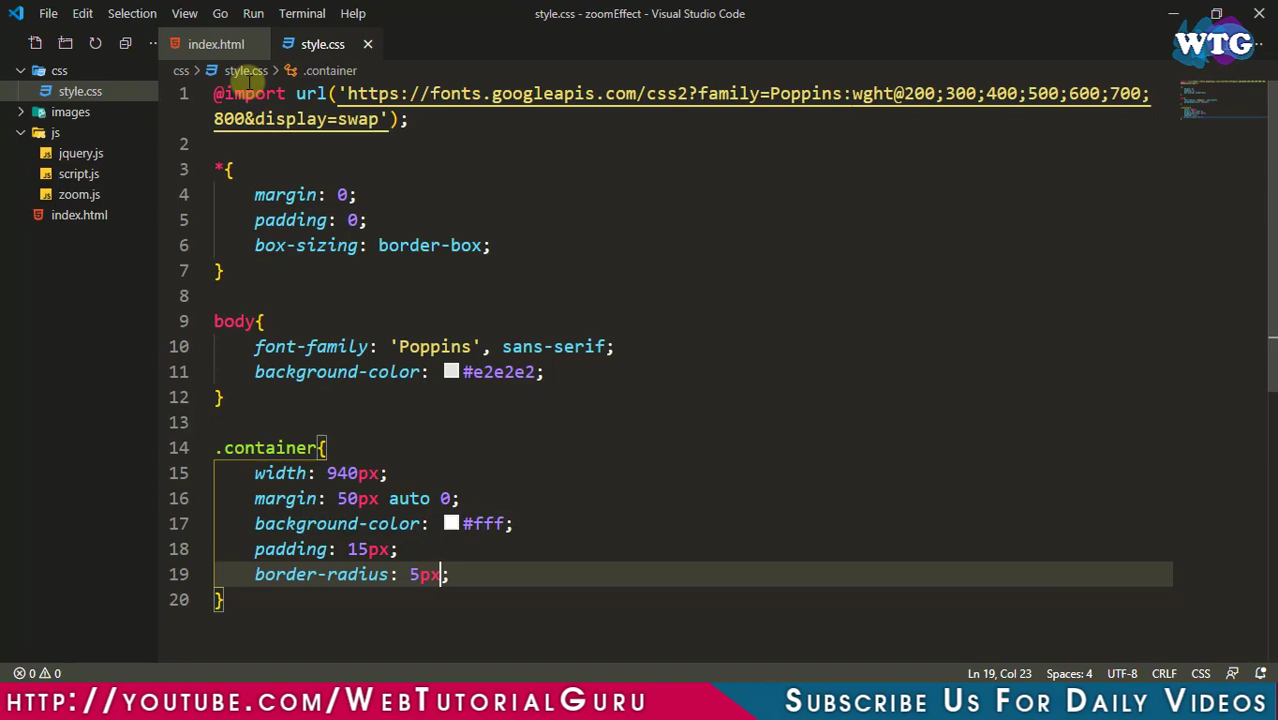 File Edit Selection View Go Run Terminal Help
style.css - zoomEffect - Visual Studio Code
WTG
index.html
style.css
css > style.css > .container
css
style.css
images
js
jquery.js
script.js
zoom.js
index.html
1 @import url('https://fonts.googleapis.com/css2?family=Poppins:wght@200;300;400;500;600;700;
800&display=swap');
2
3 *{
4 margin: 0;
5 padding: 0;
6 box-sizing: border-box;
7 }
8
9 body{
10 font-family: 'Poppins', sans-serif;
11 background-color: #e2e2e2;
12 }
13
14 .container{
15 width: 940px;
16 margin: 50px auto 0;
17 background-color: #fff;
18 padding: 15px;
19 border-radius: 5px;
20 }
0 0
Ln 19, Col 23 Spaces: 4 UTF-8 CRLF CSS
http://youtube.com/WebTutorialGuru
Subscribe Us For Daily Videos